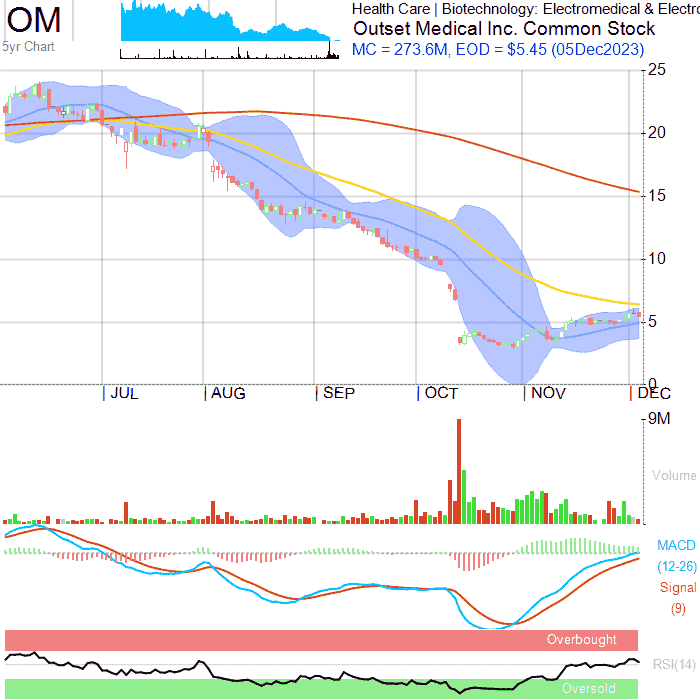 OM
5yr Chart
Health Care | Biotechnology: Electromedical & Electro
Outset Medical Inc. Common Stock
MC = 273.6M, EOD = $5.45 (05Dec2023)
25
20
15
10
5
0
JUL AUG SEP OCT NOV DEC
9M
Volume
MACD
(12-26)
Signal
(9)
Overbought
RSI(14)
Oversold